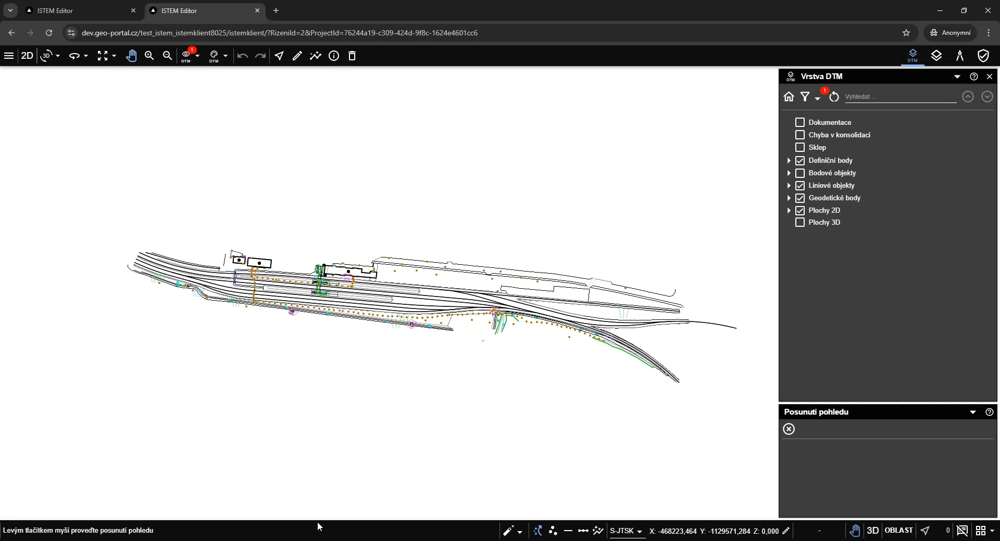 ISTEM Editor
ISTEM Editor
dev.geo-portal.cz/test_istem_istemklient8025/istemklient/?RizeniId=2&ProjectId=76244a19-c309-424d-9f8c-1624e4601cc6
Anonymní
2D
3D
DTM
1
DTM
DTM
DTM
Vrstva DTM
1
Vyhledat ...
Dokumentace
Chyba v konsolidaci
Sklep
Definiční body
Bodové objekty
Liniové objekty
Geodetické body
Plochy 2D
Plochy 3D
Posunutí pohledu
Levým tlačítkem myši proveďte posunutí pohledu
S-JTSK
X: -468223,464 Y: -1129571,284 Z: 0,000
-
3D
OBLAST
0